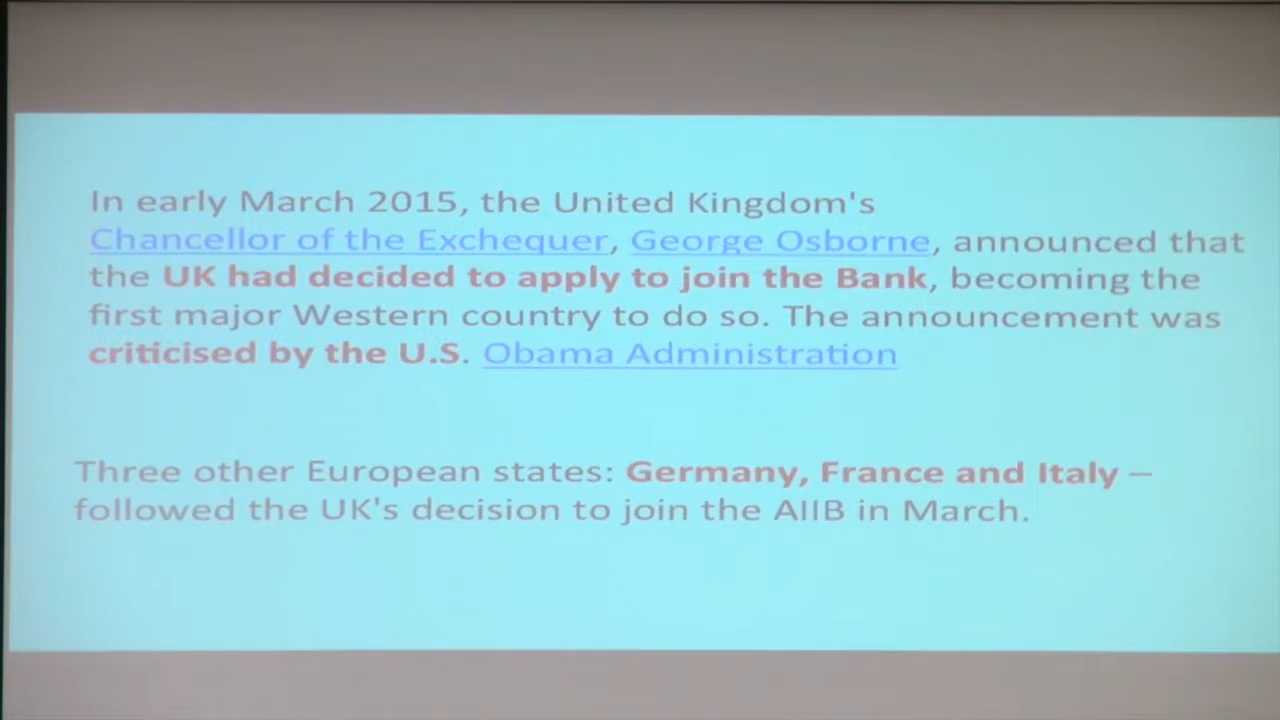 In early March 2015, the United Kingdom's
Chancellor of the Exchequer, George Osborne, announced that
the UK had decided to apply to join the Bank, becoming the
first major Western country to do so. The announcement was
criticised by the U.S. Obama Administration
Three other European states: Germany, France and Italy –
followed the UK's decision to join the AIIB in March.